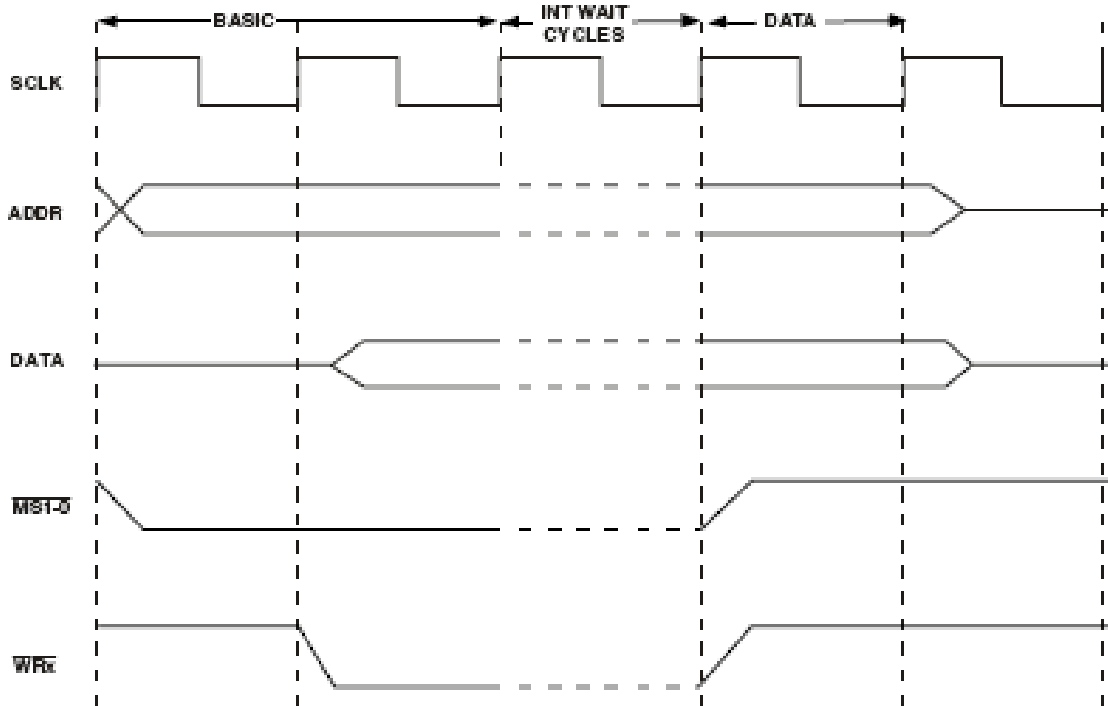 BASIC
INT WAIT
CYCLES
DATA
SCLK
ADDR
DATA
MS1-0
WRx